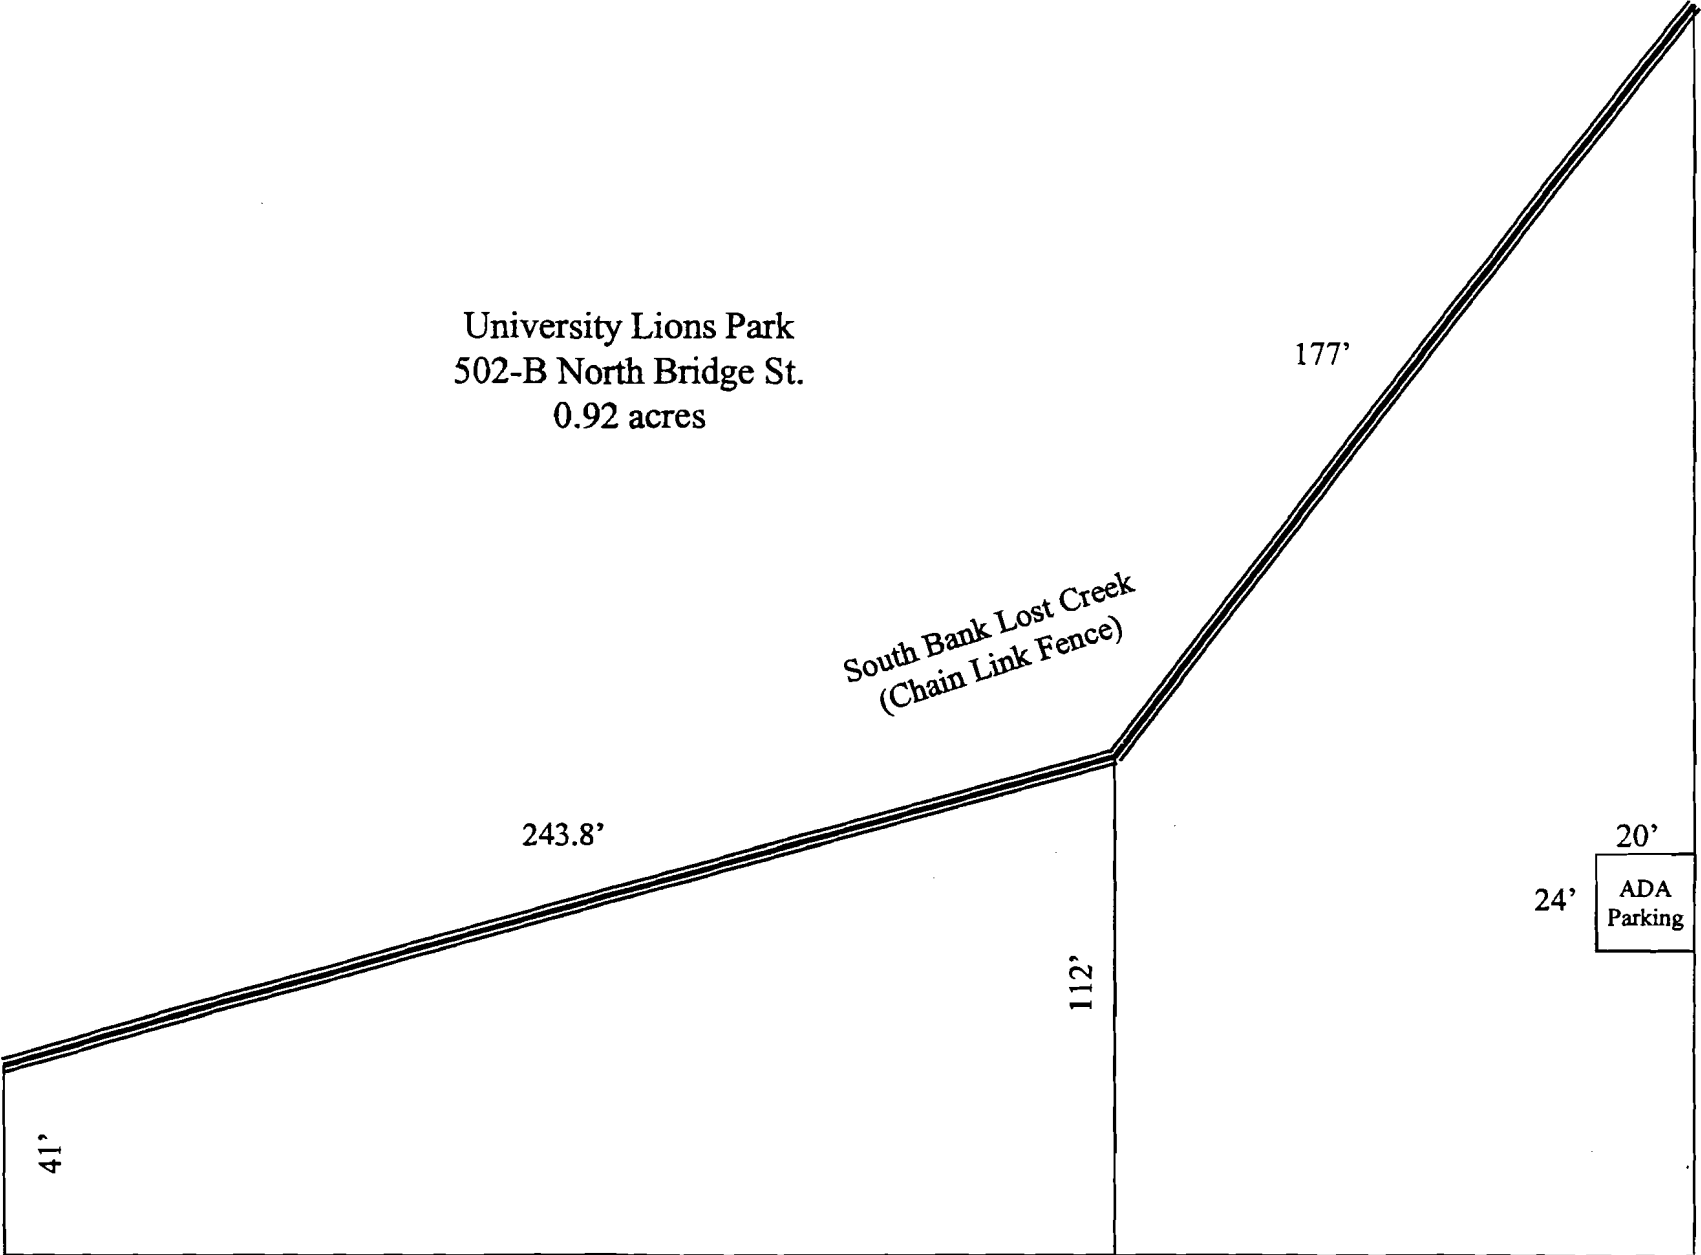 University Lions Park
502-B North Bridge St.
0.92 acres
177’
South Bank Lost Creek
(Chain Link Fence)
243.8’
20’
24’
ADA
Parking
112’
41’